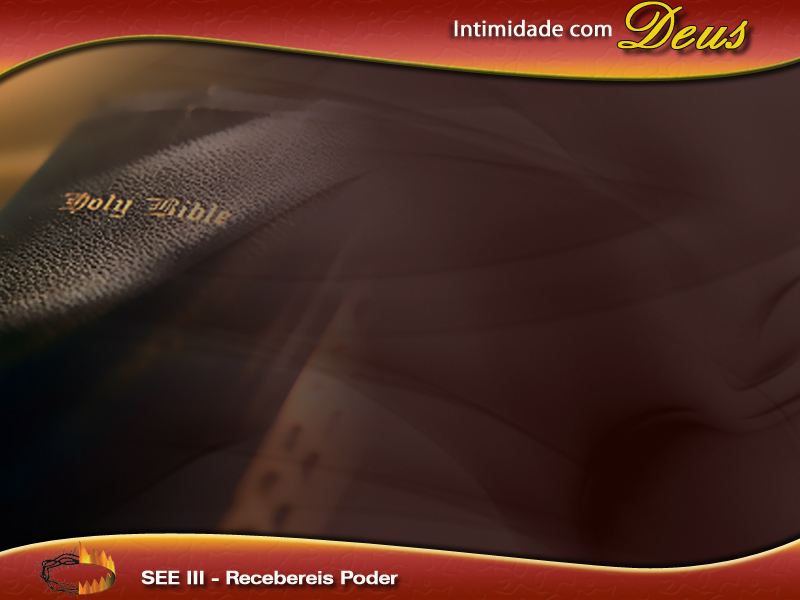 Intimidade com Deus
Holy Bible
SEE III - Recebereis Poder